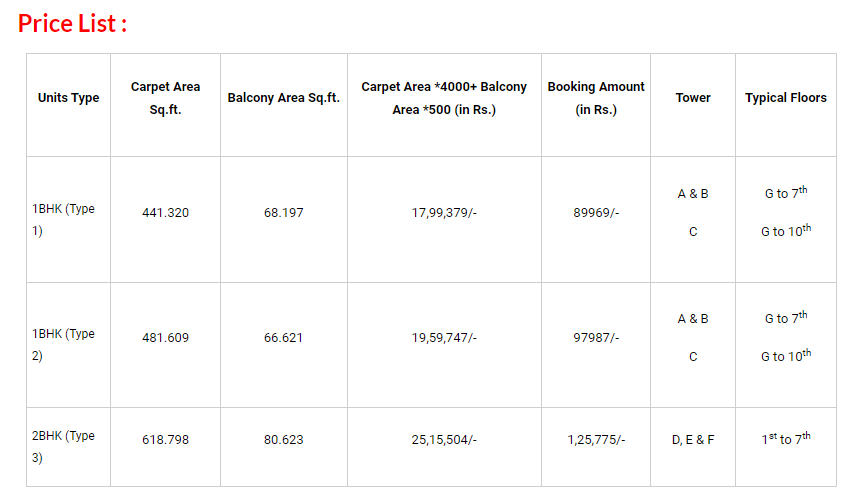 Price List :
Units Type
Carpet Area
Sq.ft.
Balcony Area Sq.ft.
Carpet Area *4000+ Balcony
Area *500 (in Rs.)
Booking Amount
(in Rs.)
Tower
Typical Floors
1BHK (Type
1)
441.320
68.197
17,99,379/-
89969/-
A & B
C
G to 7th
G to 10th
1BHK (Type
2)
481.609
66.621
19,59,747/-
97987/-
A & B
C
G to 7th
G to 10th
2BHK (Type
3)
618.798
80.623
25,15,504/-
1,25,775/-
D, E & F
1st to 7th